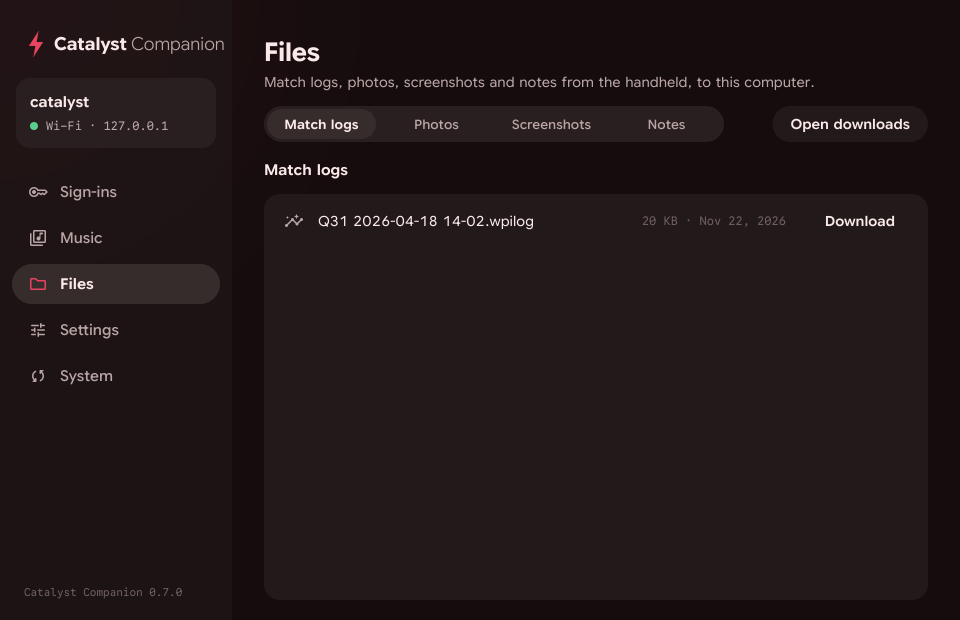 Catalyst Companion
catalyst
Wi-Fi · 127.0.0.1
Sign-ins
Music
Files
Settings
System
Catalyst Companion 0.7.0
Files
Match logs, photos, screenshots and notes from the handheld, to this computer.
Match logs Photos Screenshots Notes Open downloads
Match logs
Q31 2026-04-18 14-02.wpilog 20 KB · Nov 22, 2026 Download